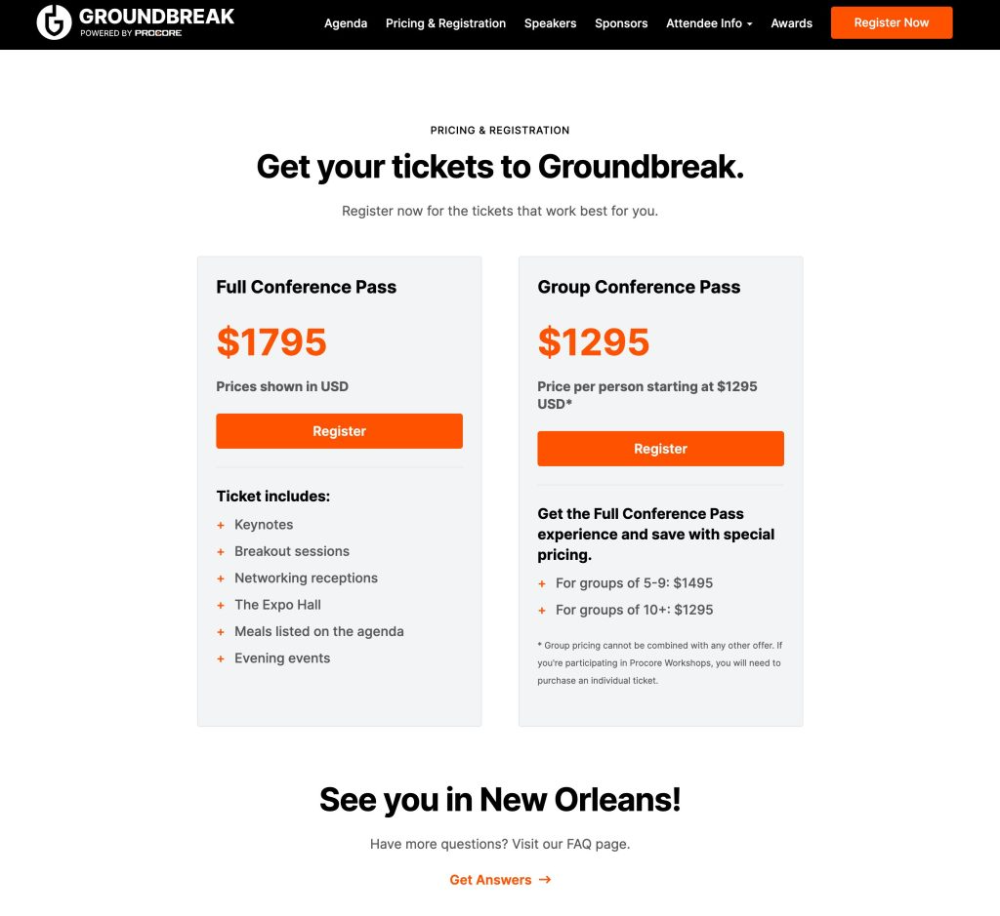 GROUNDBREAK
POWERED BY PROCORE
Agenda Pricing & Registration Speakers Sponsors Attendee Info Awards Register Now
PRICING & REGISTRATION
Get your tickets to Groundbreak.
Register now for the tickets that work best for you.
Full Conference Pass
$1795
Prices shown in USD
Register
Ticket includes:
+ Keynotes
+ Breakout sessions
+ Networking receptions
+ The Expo Hall
+ Meals listed on the agenda
+ Evening events
Group Conference Pass
$1295
Price per person starting at $1295
USD*
Register
Get the Full Conference Pass
experience and save with special
pricing.
+ For groups of 5-9: $1495
+ For groups of 10+: $1295
* Group pricing cannot be combined with any other offer. If
you're participating in Procore Workshops, you will need to
purchase an individual ticket.
See you in New Orleans!
Have more questions? Visit our FAQ page.
Get Answers →